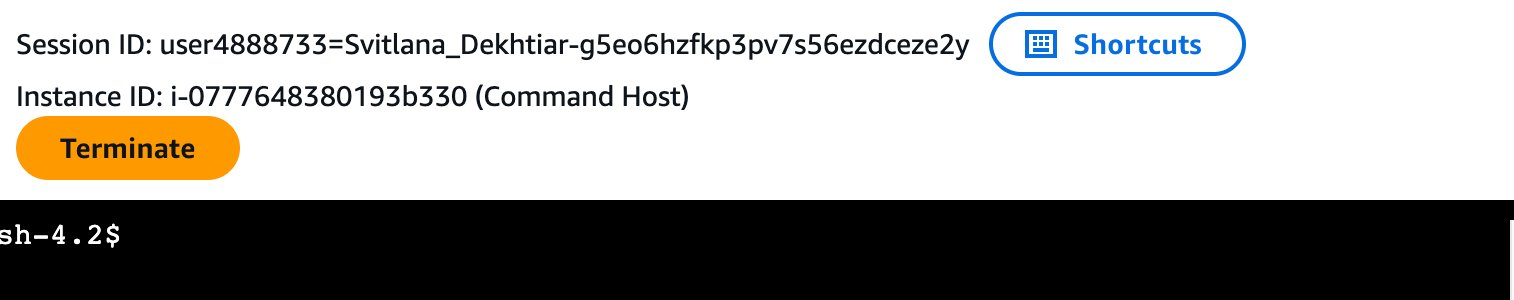 Session ID: user4888733=Svitlana_Dekhtiar-g5eo6hzfkp3pv7s56ezdceze2y
Shortcuts
Instance ID: i-0777648380193b330 (Command Host)
Terminate
sh-4.2$